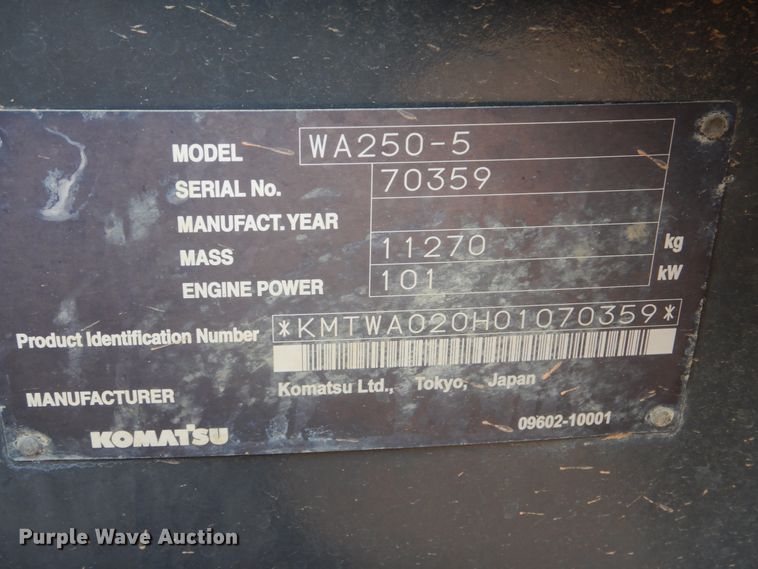 MODEL WA250-5
SERIAL No. 70359
MANUFACT. YEAR
MASS 11270 kg
ENGINE POWER 101 kW
Product Identification Number *KMTWA020H01070359*
MANUFACTURER Komatsu Ltd., Tokyo, Japan
KOMATSU 09602-10001
Purple Wave Auction